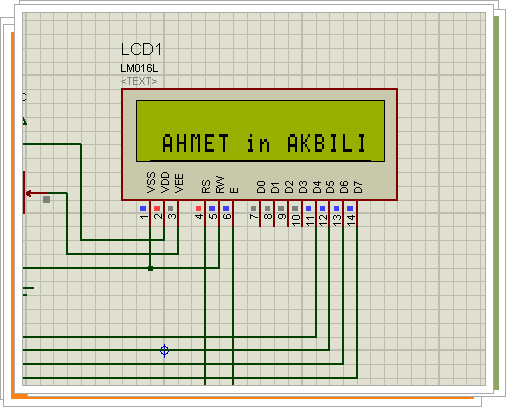 LCD1
LM016L
<TEXT>
AHMET in AKBILI
VSS VDD VEE RS RW E D0 D1 D2 D3 D4 D5 D6 D7
1 2 3 4 5 6 7 8 9 10 11 12 13 14